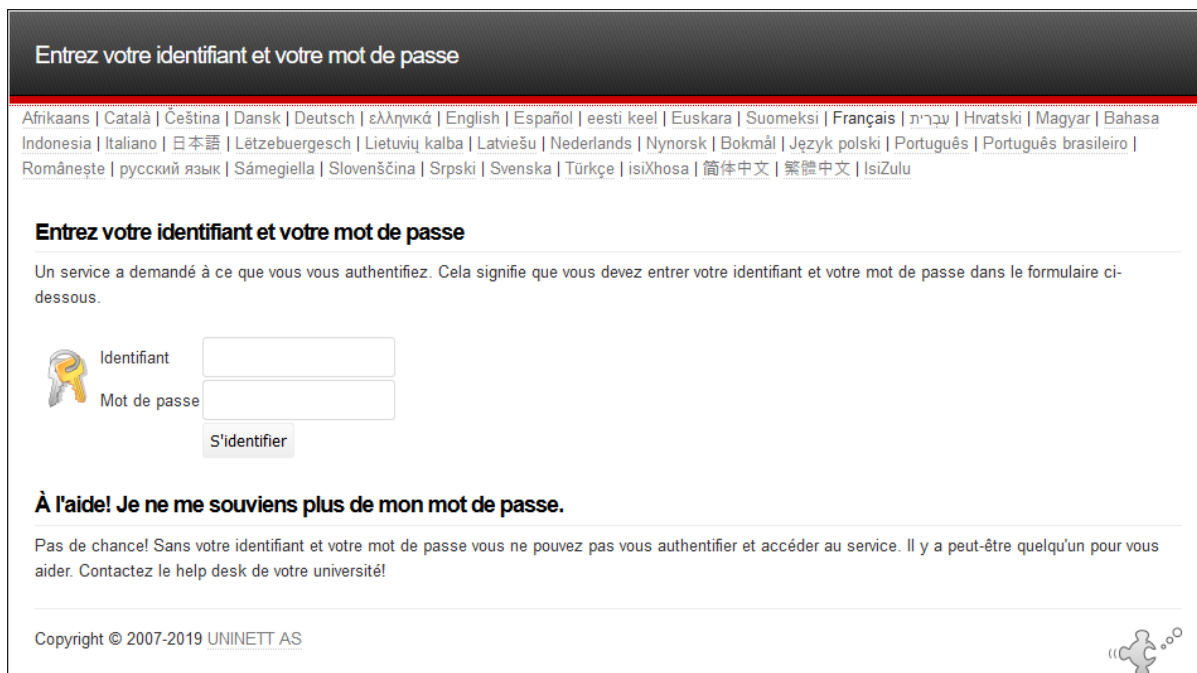 Entrez votre identifiant et votre mot de passe
Afrikaans | Català | Čeština | Dansk | Deutsch | ελληνικά | English | Español | eesti keel | Euskara | Suomeksi | Français | עִבְרִית | Hrvatski | Magyar | Bahasa
Indonesia | Italiano | 日本語 | Lëtzebuergesch | Lietuvių kalba | Latviešu | Nederlands | Nynorsk | Bokmål | Język polski | Português | Português brasileiro |
Românește | русский язык | Sámegiella | Slovenščina | Srpski | Svenska | Türkçe | isiXhosa | 简体中文 | 繁體中文 | IsiZulu
Entrez votre identifiant et votre mot de passe
Un service a demandé à ce que vous vous authentifiez. Cela signifie que vous devez entrer votre identifiant et votre mot de passe dans le formulaire ci-
dessous.
Identifiant
Mot de passe
S'identifier
À l'aide! Je ne me souviens plus de mon mot de passe.
Pas de chance! Sans votre identifiant et votre mot de passe vous ne pouvez pas vous authentifier et accéder au service. Il y a peut-être quelqu'un pour vous
aider. Contactez le help desk de votre université!
Copyright © 2007-2019 UNINETT AS